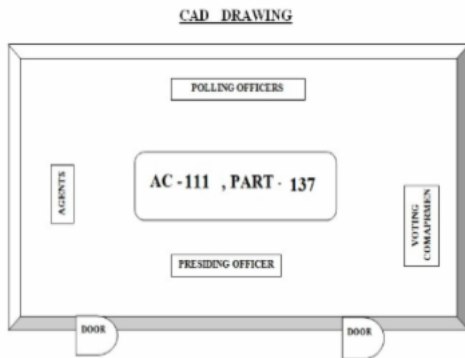 CAD DRAWING
POLLING OFFICERS
AC -111 , PART - 137
AGENTS
VOTING
COMAPRMEN
PRESIDING OFFICER
DOOR
DOOR